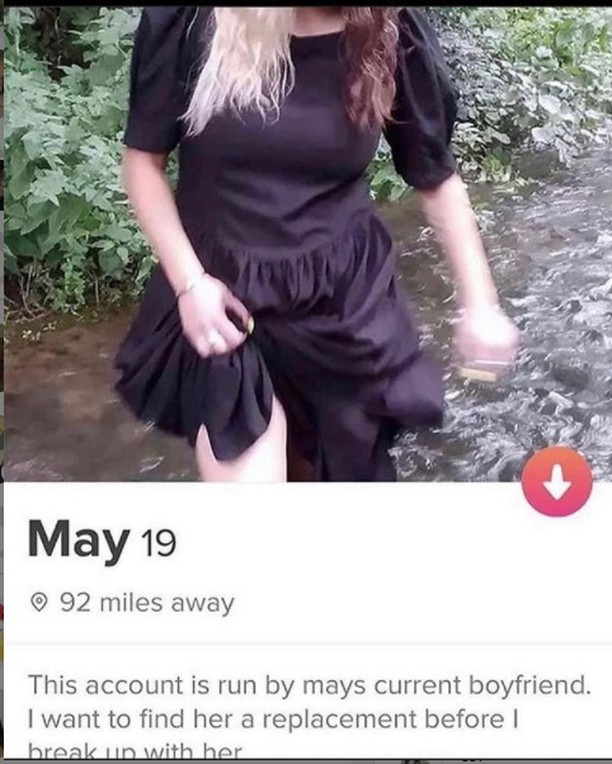 May 19
92 miles away
This account is run by mays current boyfriend.
I want to find her a replacement before I
break up with her